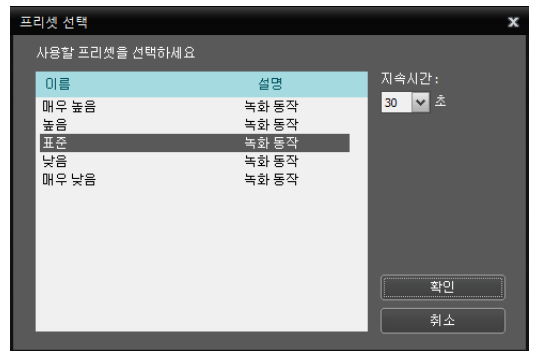 프리셋 선택 x
사용할 프리셋을 선택하세요
이름 설명
매우 높음 녹화 동작
높음 녹화 동작
표준 녹화 동작
낮음 녹화 동작
매우 낮음 녹화 동작
지속시간:
30 초
확인
취소